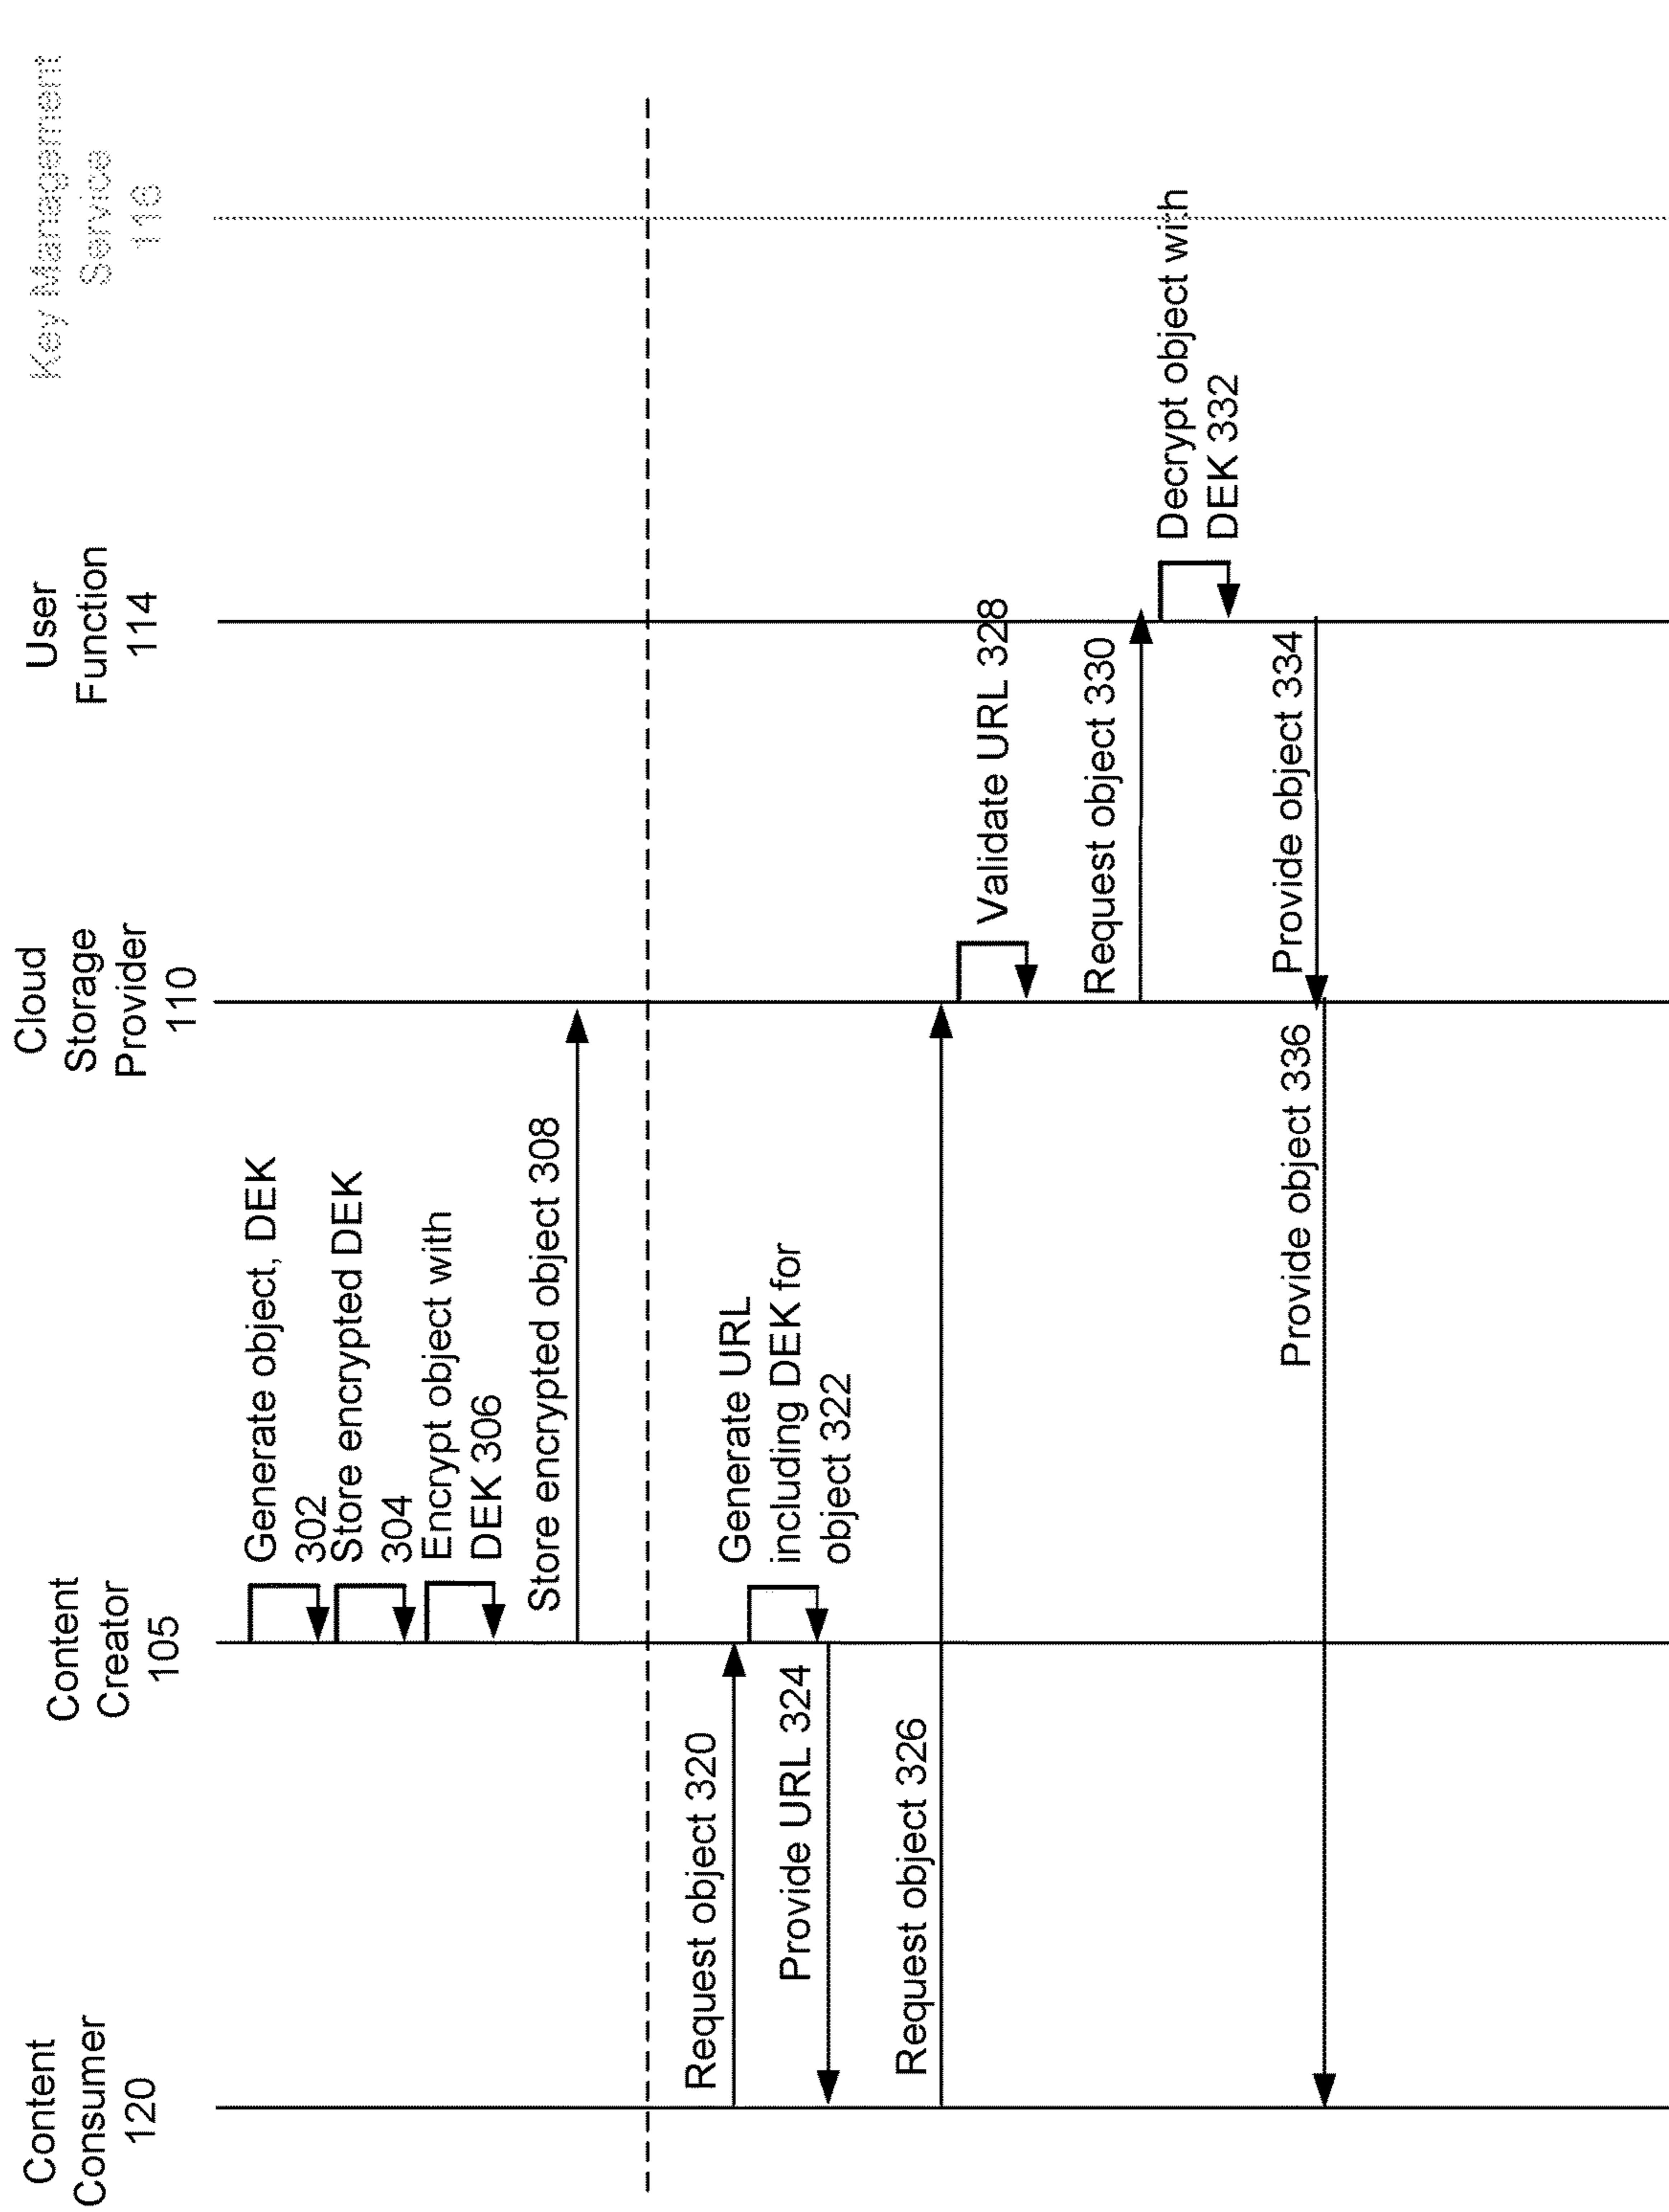 Content
Consumer
120
Content
Creator
105
Cloud
Storage
Provider
110
User
Function
114
Key Management
Service
116
Generate object, DEK
302
Store encrypted DEK
304
Encrypt object with
DEK 306
Store encrypted object 308
Request object 320
Generate URL
including DEK for
object 322
Provide URL 324
Request object 326
Validate URL 328
Request object 330
Decrypt object with
DEK 332
Provide object 334
Provide object 336